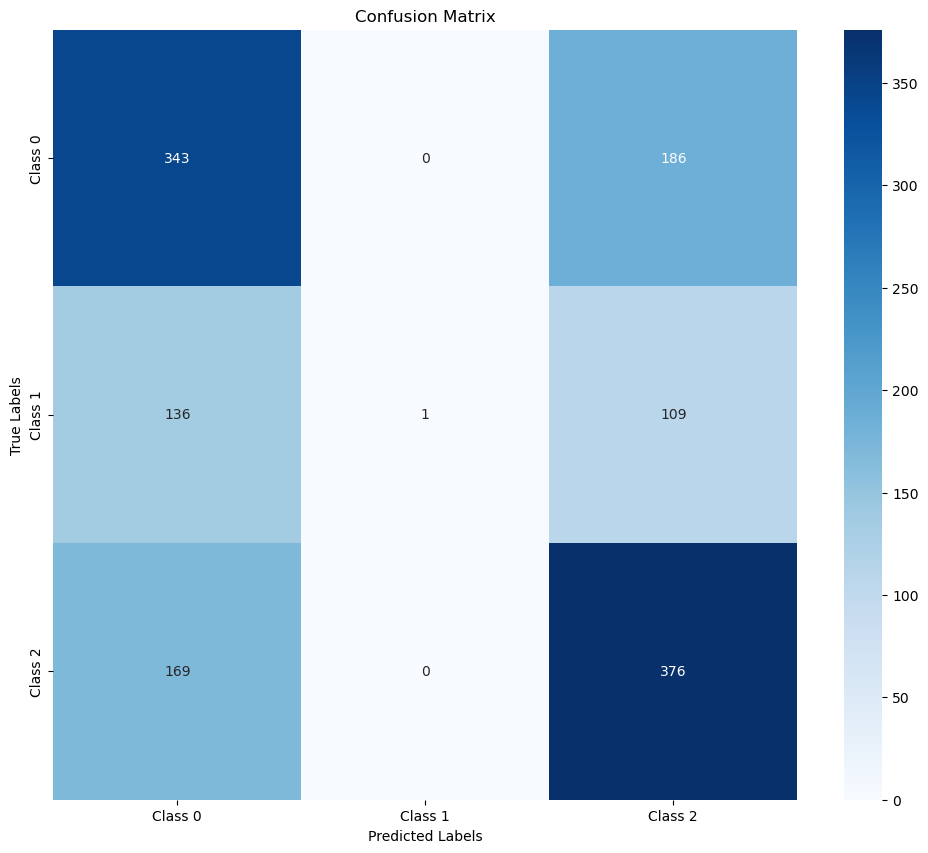 Confusion Matrix
Class 0
343
0
186
Class 1
136
1
109
Class 2
169
0
376
True Labels
Class 0
Class 1
Class 2
Predicted Labels
350
300
250
200
150
100
50
0